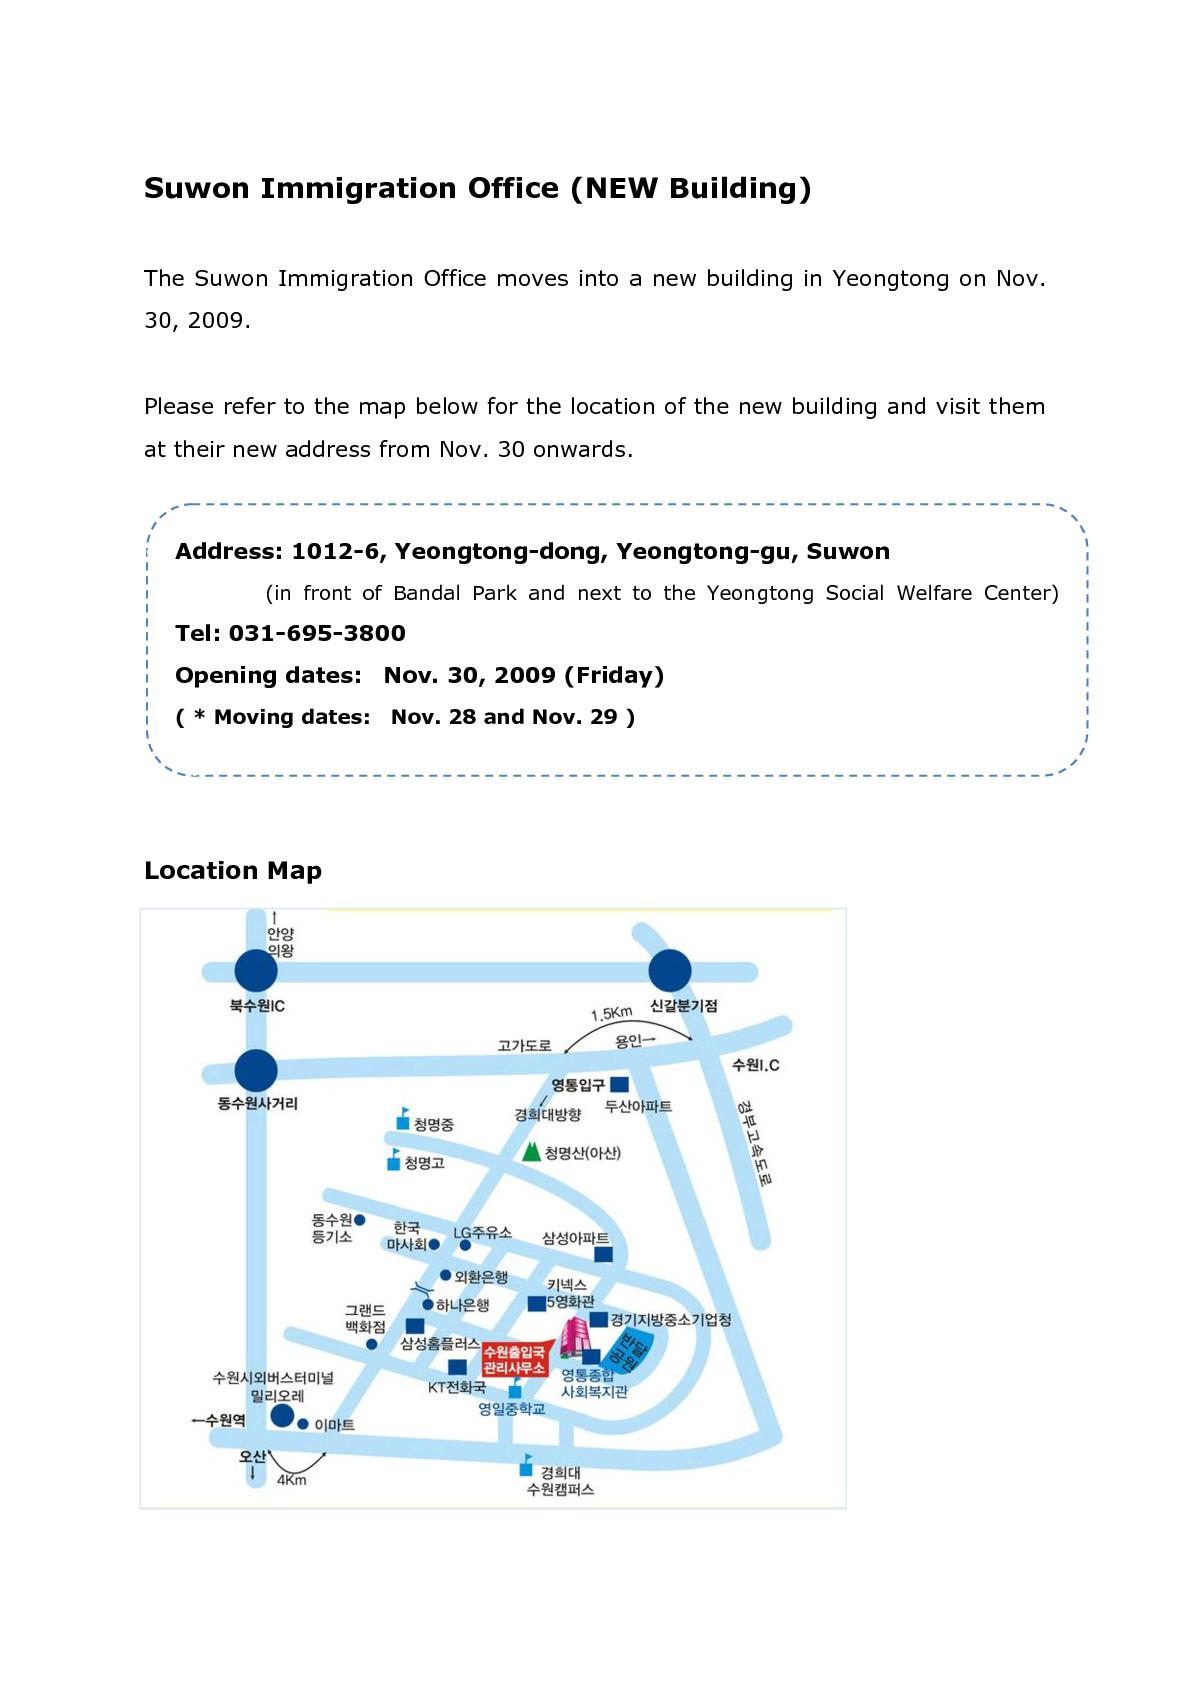 Suwon Immigration Office (NEW Building)
The Suwon Immigration Office moves into a new building in Yeongtong on Nov.
30, 2009.
Please refer to the map below for the location of the new building and visit them
at their new address from Nov. 30 onwards.
Address: 1012-6, Yeongtong-dong, Yeongtong-gu, Suwon
(in front of Bandal Park and next to the Yeongtong Social Welfare Center)
Tel: 031-695-3800
Opening dates: Nov. 30, 2009 (Friday)
( * Moving dates: Nov. 28 and Nov. 29 )
Location Map
↑
안양
의왕
북수원IC
신갈분기점
1.5Km
고가도로
용인→
수원I.C
영통입구
동수원사거리
경희대방향
두산아파트
경부고속도로
청명중
청명산(아산)
청명고
동수원
등기소
한국
마사회
LG주유소
삼성아파트
외환은행
키넥스
5영화관
하나은행
그랜드
백화점
경기지방중소기업청
삼성홈플러스
수원출입국
관리사무소
반달공원
영통종합
사회복지관
KT전화국
수원시외버스터미널
밀리오레
영일중학교
←수원역
이마트
오산
↓
4Km
경희대
수원캠퍼스